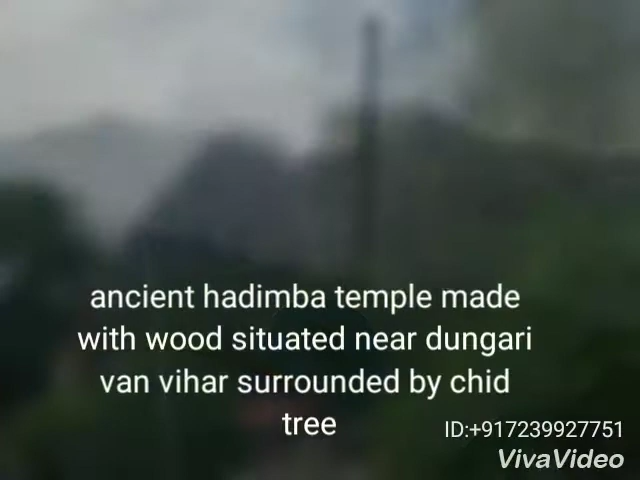 ancient hadimba temple made
with wood situated near dungari
van vihar surrounded by chid
tree
ID:+917239927751
VivaVideo